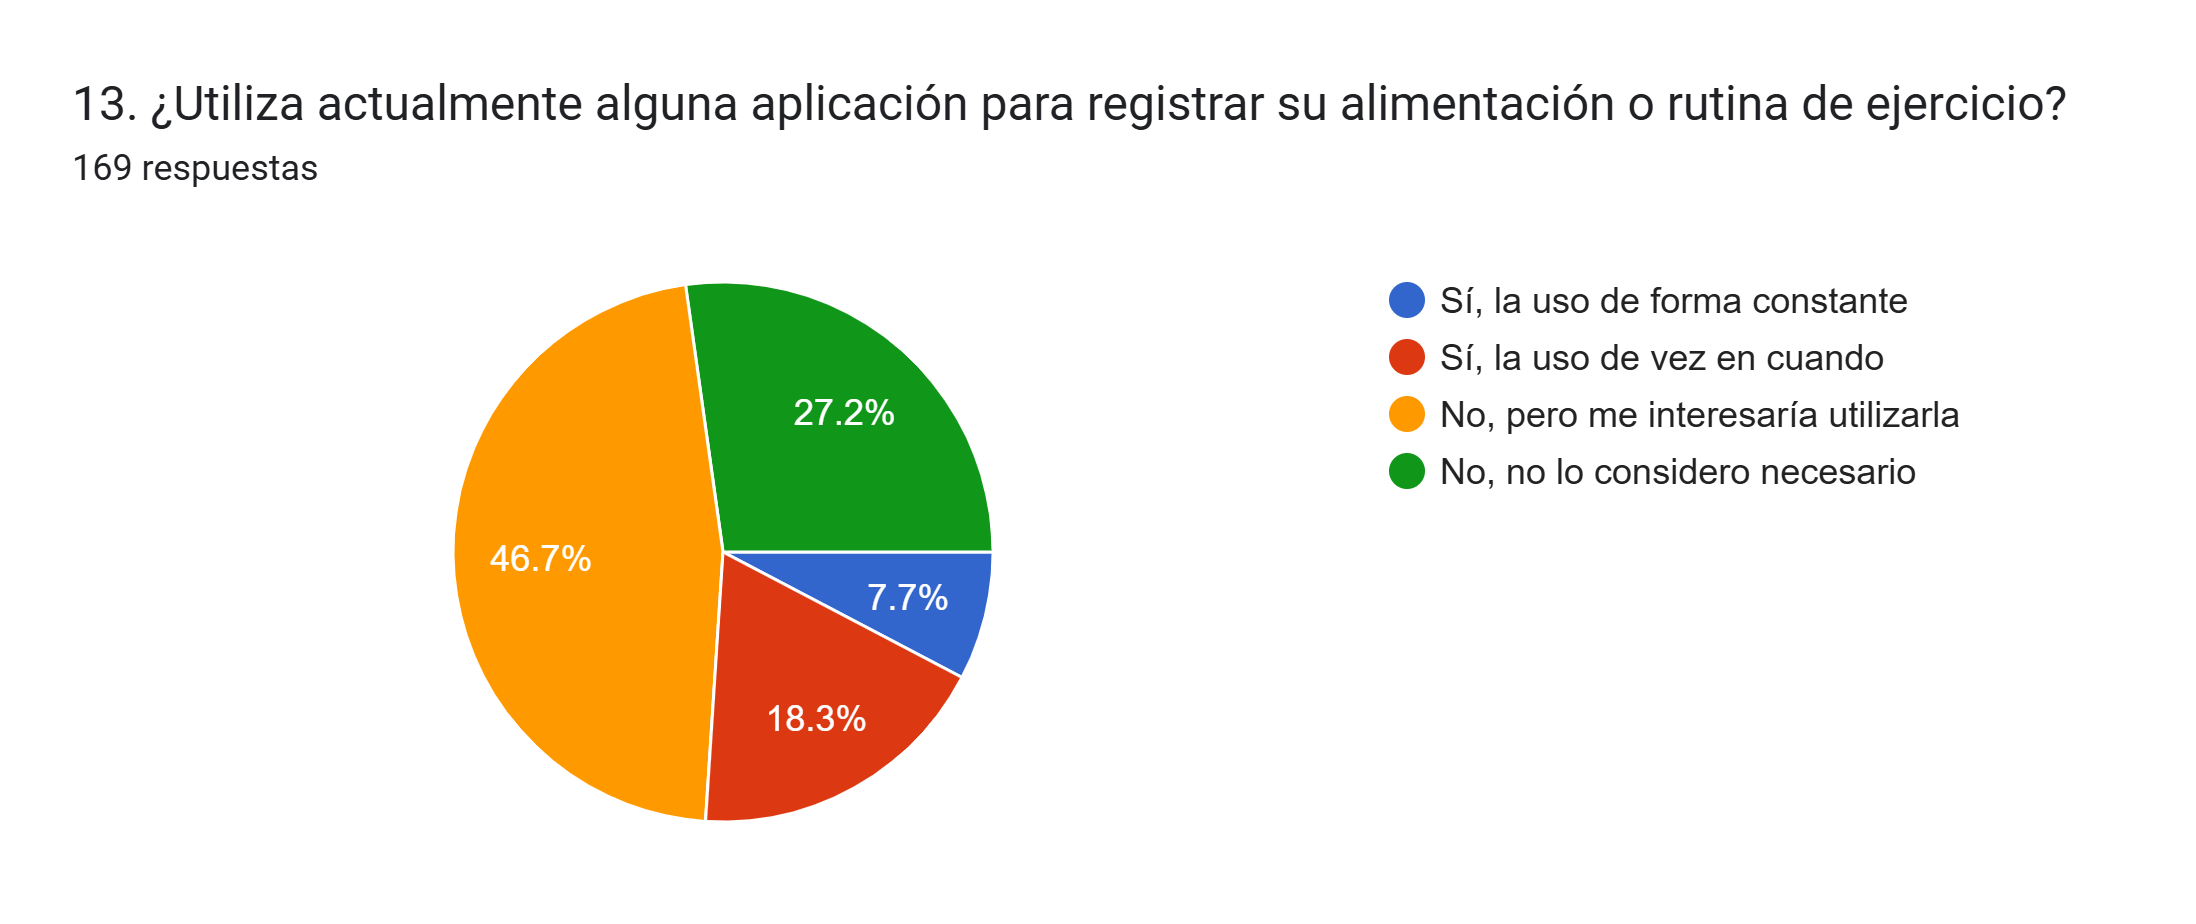 13. ¿Utiliza actualmente alguna aplicación para registrar su alimentación o rutina de ejercicio?
169 respuestas
Sí, la uso de forma constante
Sí, la uso de vez en cuando
No, pero me interesaría utilizarla
No, no lo considero necesario
27.2%
46.7%
7.7%
18.3%